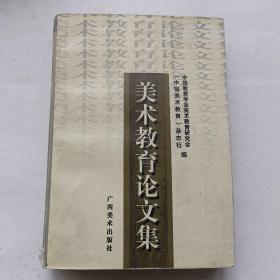 美术教育论文集
中国教育学会美术教育研究会
《中国美术教育》杂志社
编
广西美术出版社